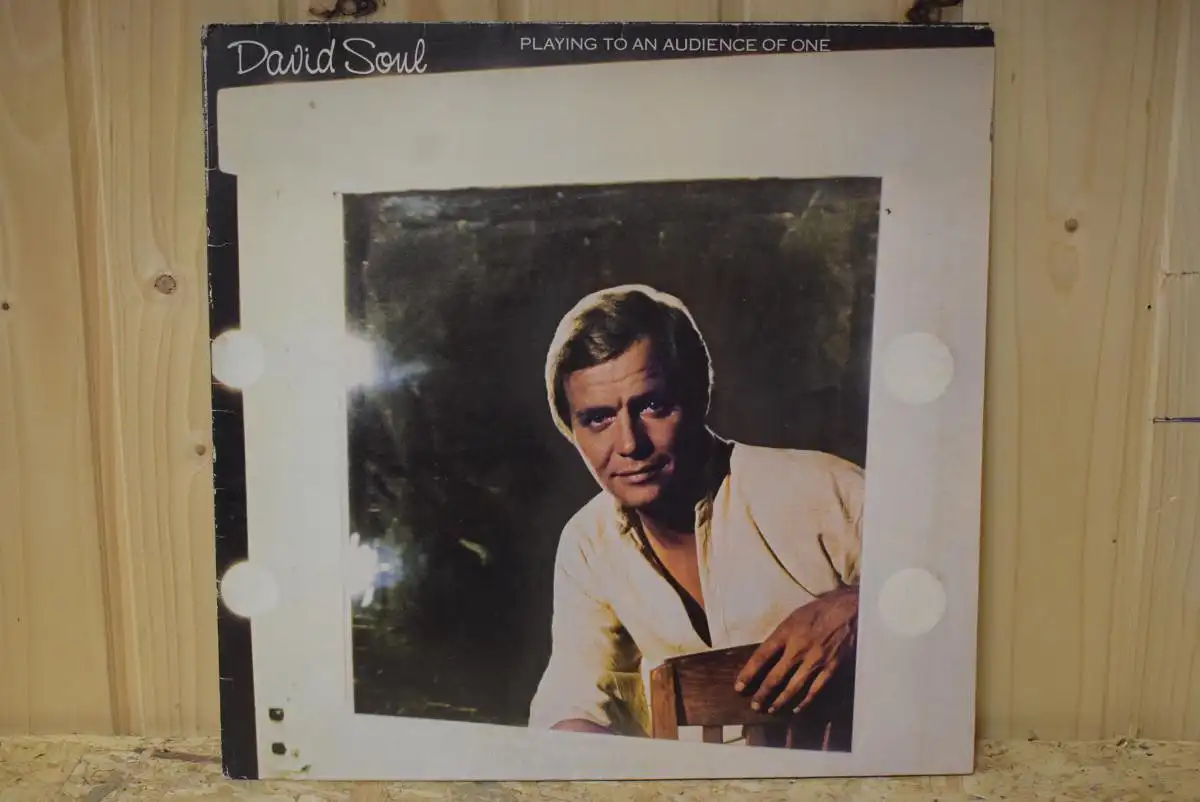 David Soul
PLAYING TO AN AUDIENCE OF ONE